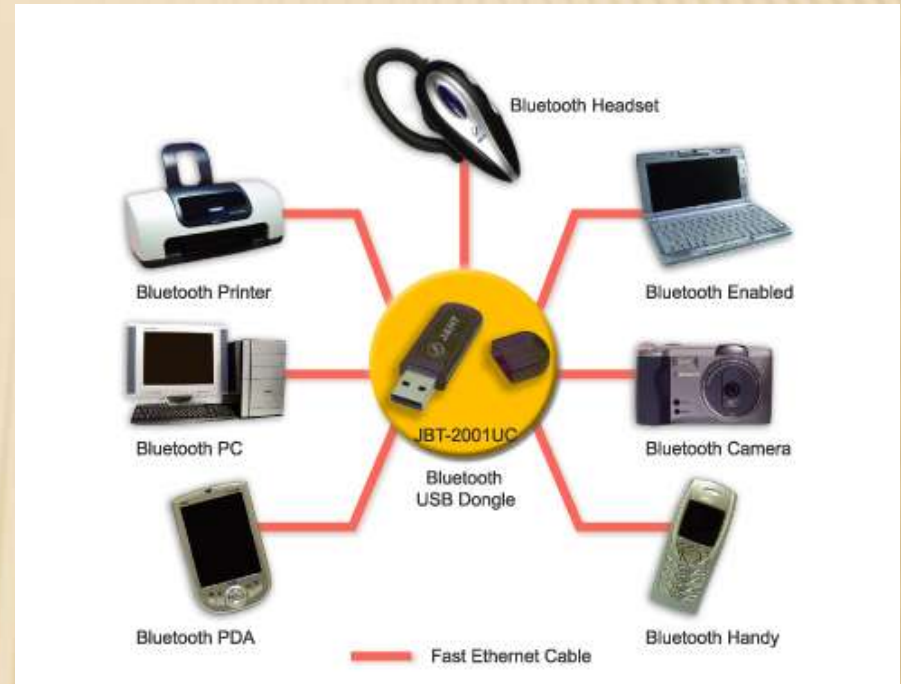 Bluetooth Headset
Bluetooth Printer
Bluetooth Enabled
JBT-2001UC
Bluetooth
USB Dongle
Bluetooth PC
Bluetooth Camera
Bluetooth PDA
Bluetooth Handy
Fast Ethernet Cable